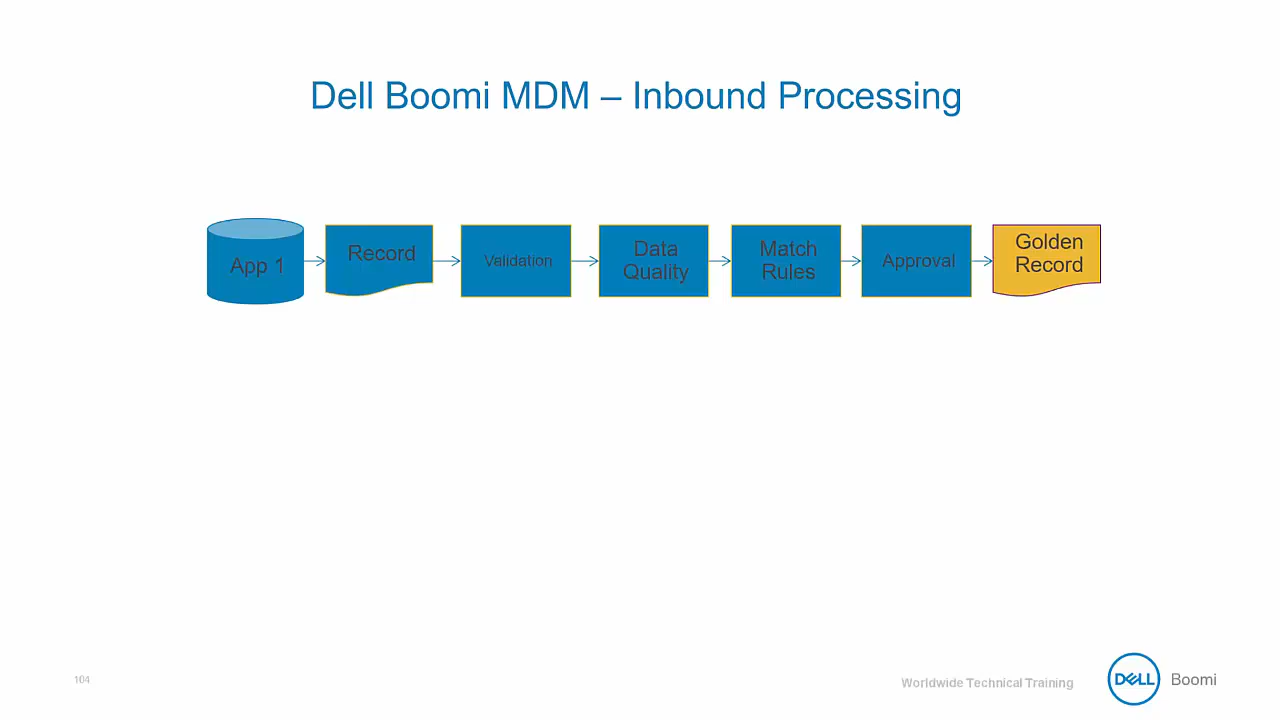 Dell Boomi MDM – Inbound Processing
App 1
Record
Validation
Data
Quality
Match
Rules
Approval
Golden
Record
104
Worldwide Technical Training
DELL
Boomi